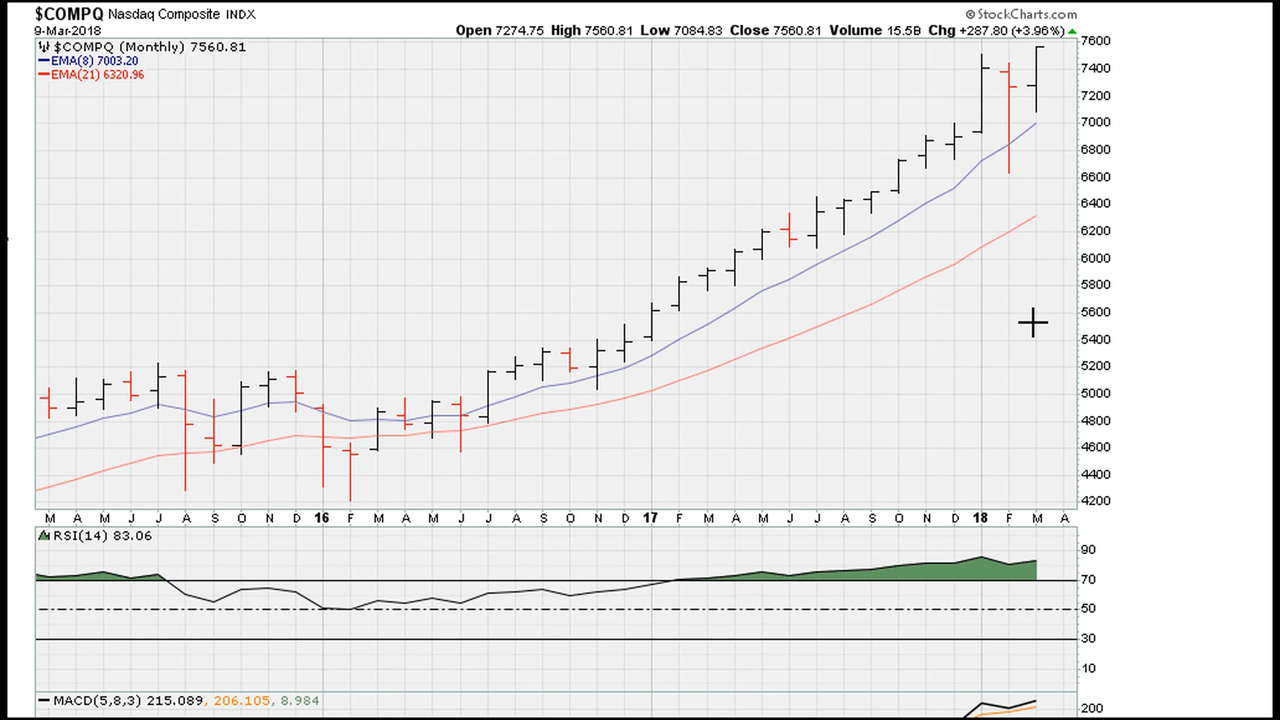 $COMPQ Nasdaq Composite INDX
© StockCharts.com
9-Mar-2018
Open 7274.75 High 7560.81 Low 7084.83 Close 7560.81 Volume 15.5B Chg +287.80 (+3.96%)
$COMPQ (Monthly) 7560.81
EMA(8) 7003.20
EMA(21) 6320.96
7600
7400
7200
7000
6800
6600
6400
6200
6000
5800
5600
5400
5200
5000
4800
4600
4400
4200
M A M J J A S O N D 16 F M A M J J A S O N D 17 F M A M J J A S O N D 18 F M A
RSI(14) 83.06
90
70
50
30
10
MACD(5,8,3) 215.089, 206.105, 8.984
200